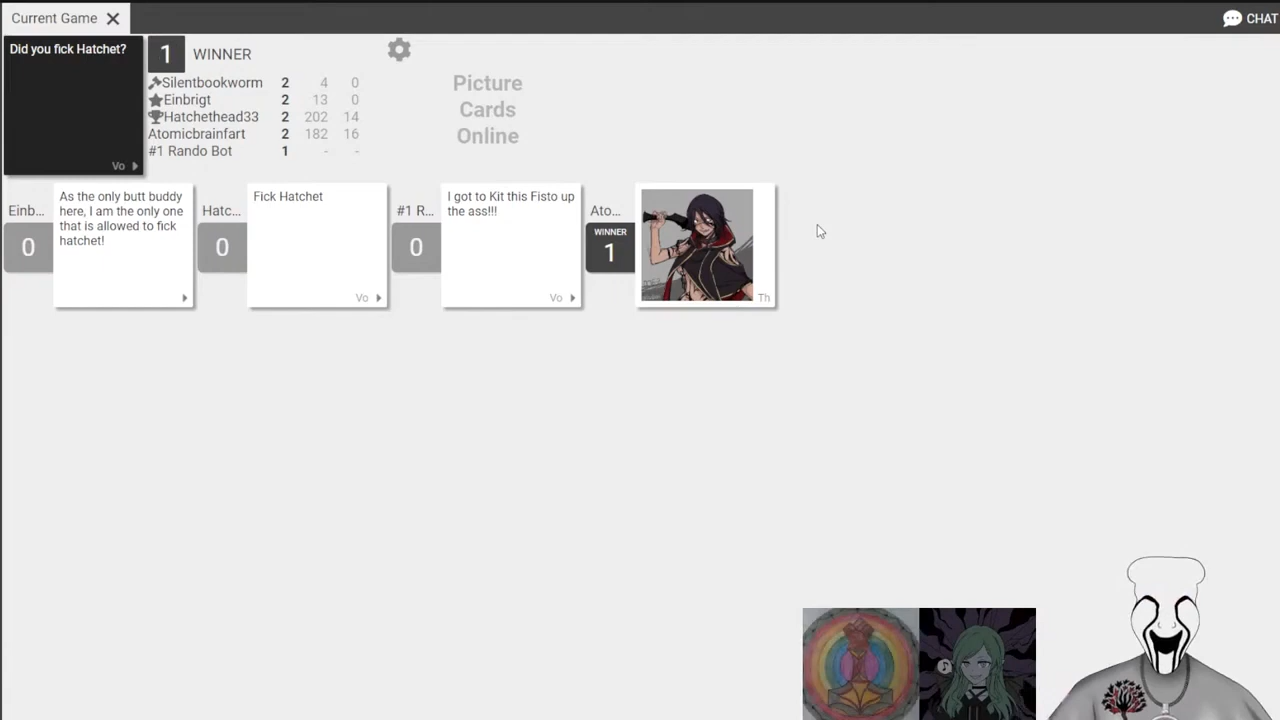 Current Game
CHAT
Did you fick Hatchet?
Vo
1 WINNER
Silentbookworm 2 4 0
Einbrigt 2 13 0
Hatchethead33 2 202 14
Atomicbrainfart 2 182 16
#1 Rando Bot 1 - -
Picture
Cards
Online
Einb...
0
As the only butt buddy
here, I am the only one
that is allowed to fick
hatchet!
Hatc...
0
Fick Hatchet
Vo
#1 R...
0
I got to Kit this Fisto up
the ass!!!
Vo
Ato...
WINNER
1
Th